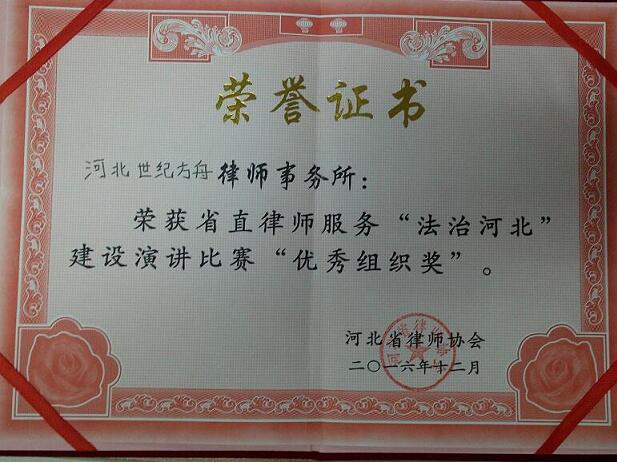 荣誉证书
河北世纪方舟律师事务所：
荣获省直律师服务“法治河北”
建设演讲比赛“优秀组织奖”。
河北省律师协会
二〇一六年十二月